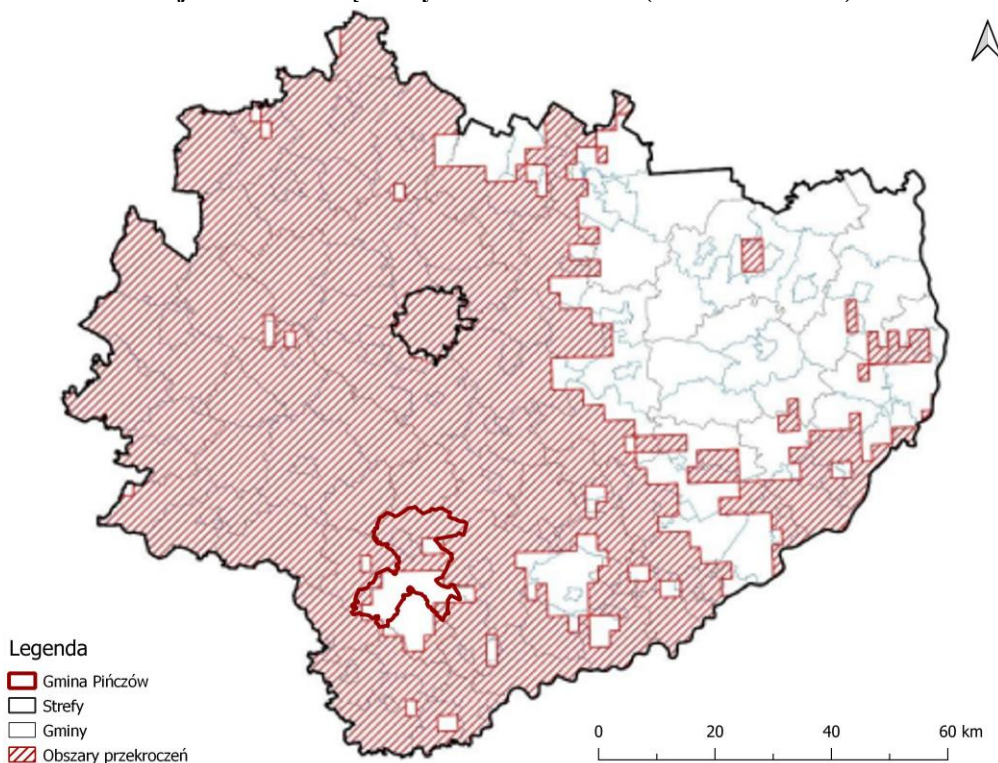 Legenda
Gmina Pińczów
Strefy
Gminy
Obszary przekroczeń
0 20 40 60 km